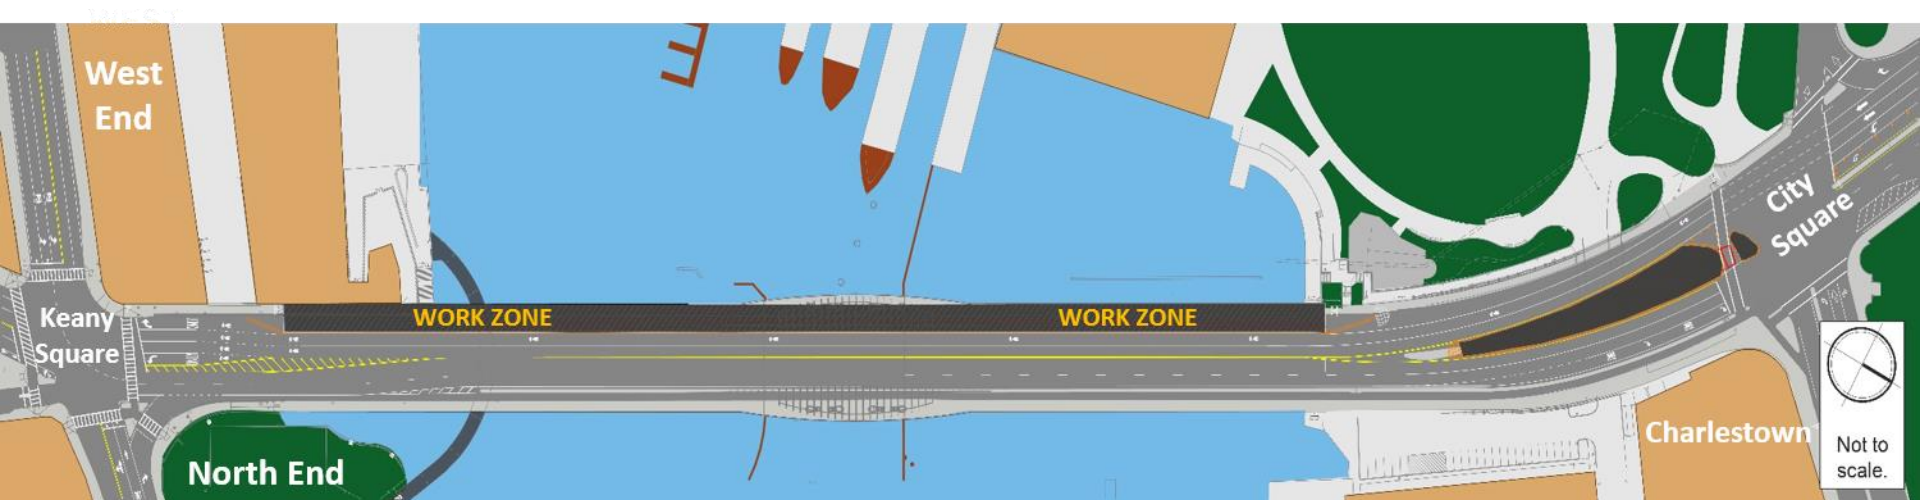 West
End
WORK ZONE
WORK ZONE
Keany
Square
City
Square
North End
Charlestown
Not to
scale.